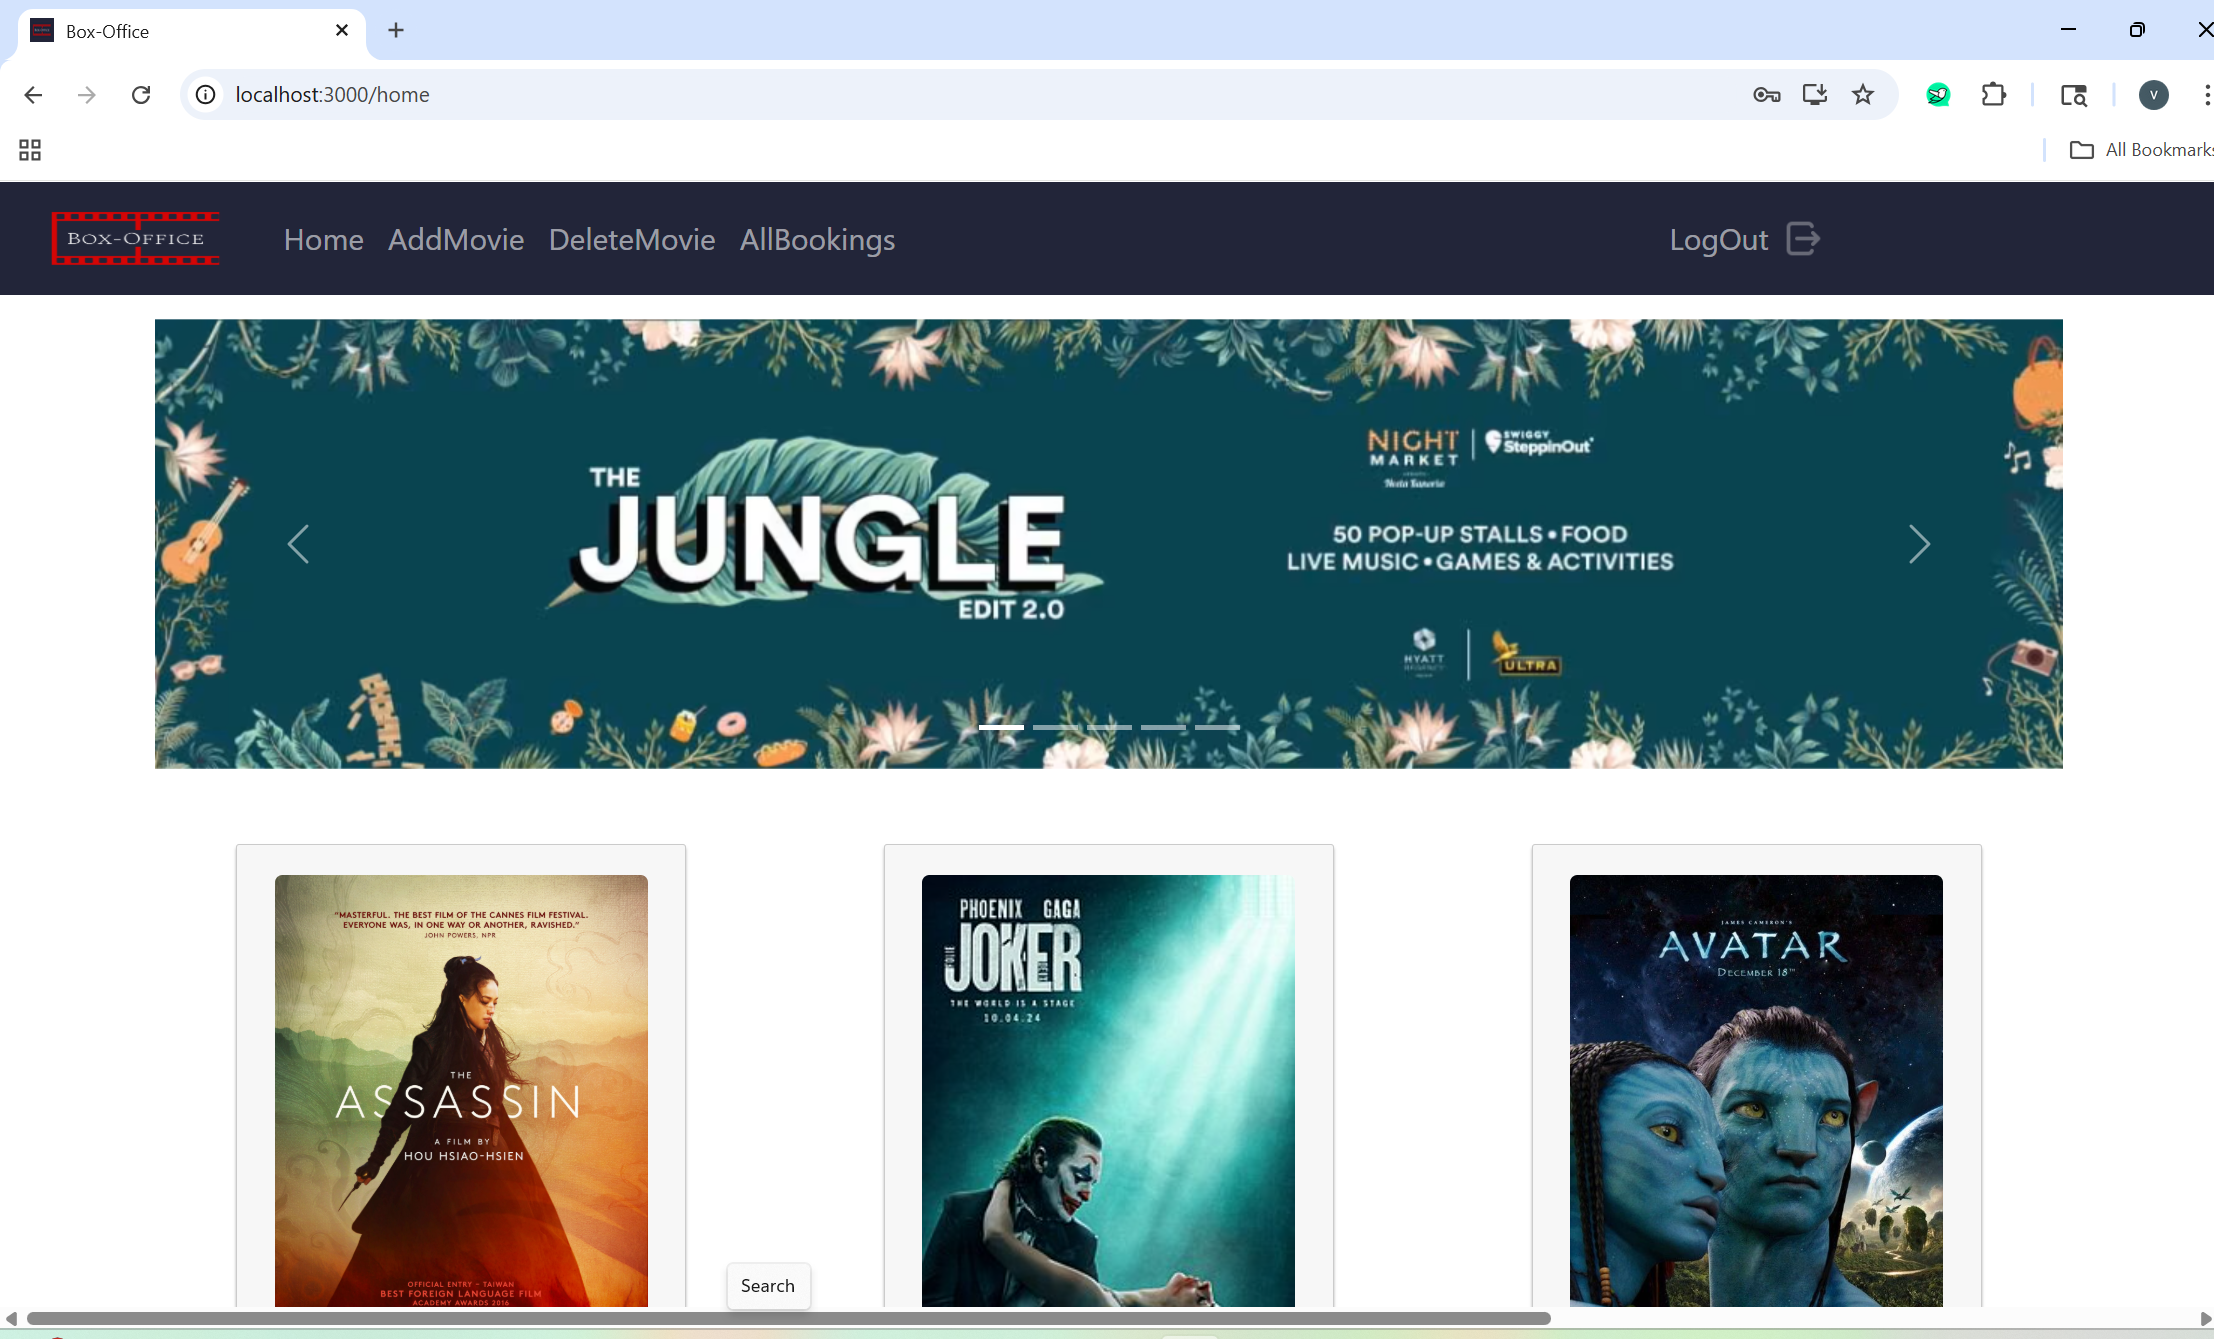 Box-Office
localhost:3000/home
V
All Bookmarks
BOX-OFFICE
Home AddMovie DeleteMovie AllBookings
LogOut
THE
JUNGLE
EDIT 2.0
NIGHT
MARKET
SWIGGY
SteppinOut
50 POP-UP STALLS • FOOD
LIVE MUSIC • GAMES & ACTIVITIES
HYATT
ULTRA
"MASTERFUL. THE BEST FILM OF THE CANNES FILM FESTIVAL.
EVERYONE WAS, IN ONE WAY OR ANOTHER, RAVISHED."
JOHN POWERS, NPR
THE
ASSASSIN
A FILM BY
HOU HSIAO-HSIEN
OFFICIAL ENTRY - TAIWAN
BEST FOREIGN LANGUAGE FILM
ACADEMY AWARDS 2016
PHOENIX GAGA
FOLIE
JOKER
THE WORLD IS A STAGE
10.04.24
JAMES CAMERON'S
AVATAR
DECEMBER 18TH
Search